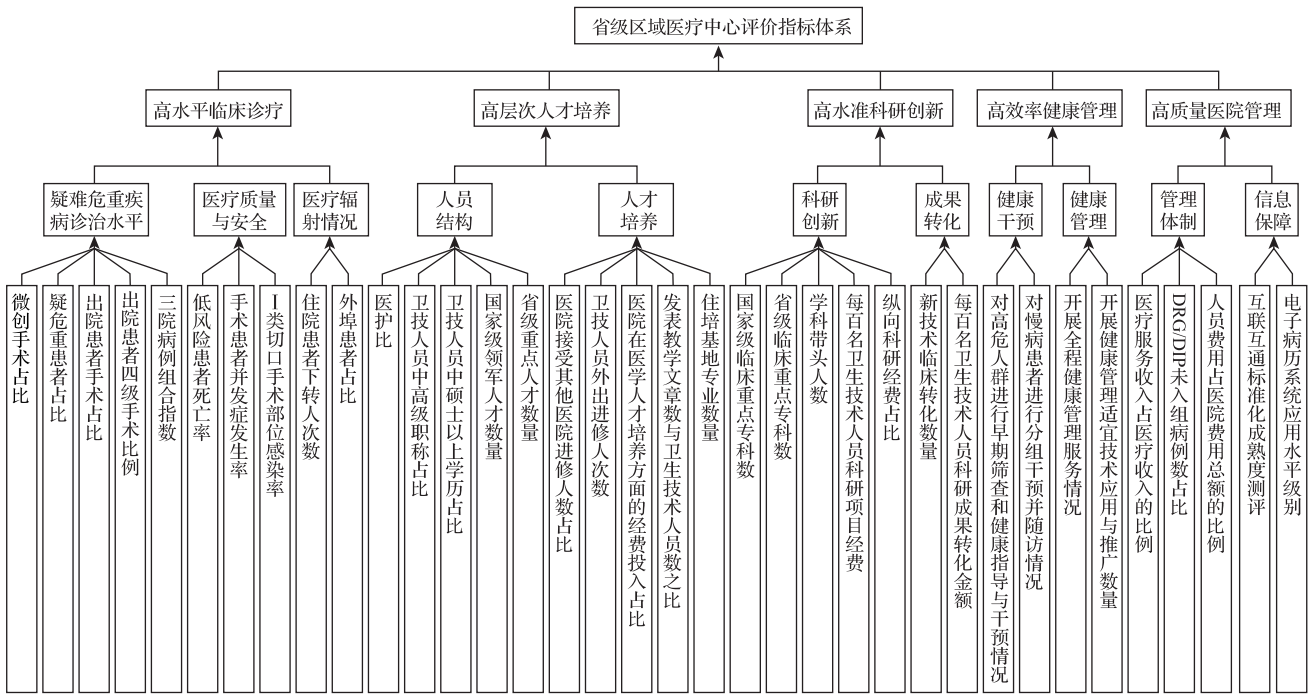 省级区域医疗中心评价指标体系
高水平临床诊疗
高层次人才培养
高水准科研创新
高效率健康管理
高质量医院管理
疑难危重疾
病诊治水平
医疗质量
与安全
医疗辐
射情况
人员
结构
人才
培养
科研
创新
成果
转化
健康
干预
健康
管理
管理
体制
信息
保障
微创手术占比
疑危重患者占比
出院患者手术占比
出院患者四级手术比例
三院病例组合指数
低风险患者死亡率
手术患者并发症发生率
Ⅰ类切口手术部位感染率
住院患者下转人次数
外埠患者占比
医护比
卫技人员中高级职称占比
卫技人员中硕士以上学历占比
国家级领军人才数量
省级重点人才数量
医院接受其他医院进修人数占比
卫技人员外出进修人次数
医院在医学人才培养方面的经费投入占比
发表教学文章数与卫生技术人员数之比
住培基地专业数量
国家级临床重点专科数
省级临床重点专科数
学科带头人数
每百名卫生技术人员科研项目经费
纵向科研经费占比
新技术临床转化数量
每百名卫生技术人员科研成果转化金额
对高危人群进行早期筛查和健康指导与干预情况
对慢病患者进行分组干预并随访情况
开展全程健康管理服务情况
开展健康管理适宜技术应用与推广数量
医疗服务收入占医疗收入的比例
DRG/DIP未入组病例数占比
人员费用占医院费用总额的比例
互联互通标准化成熟度测评
电子病历系统应用水平级别